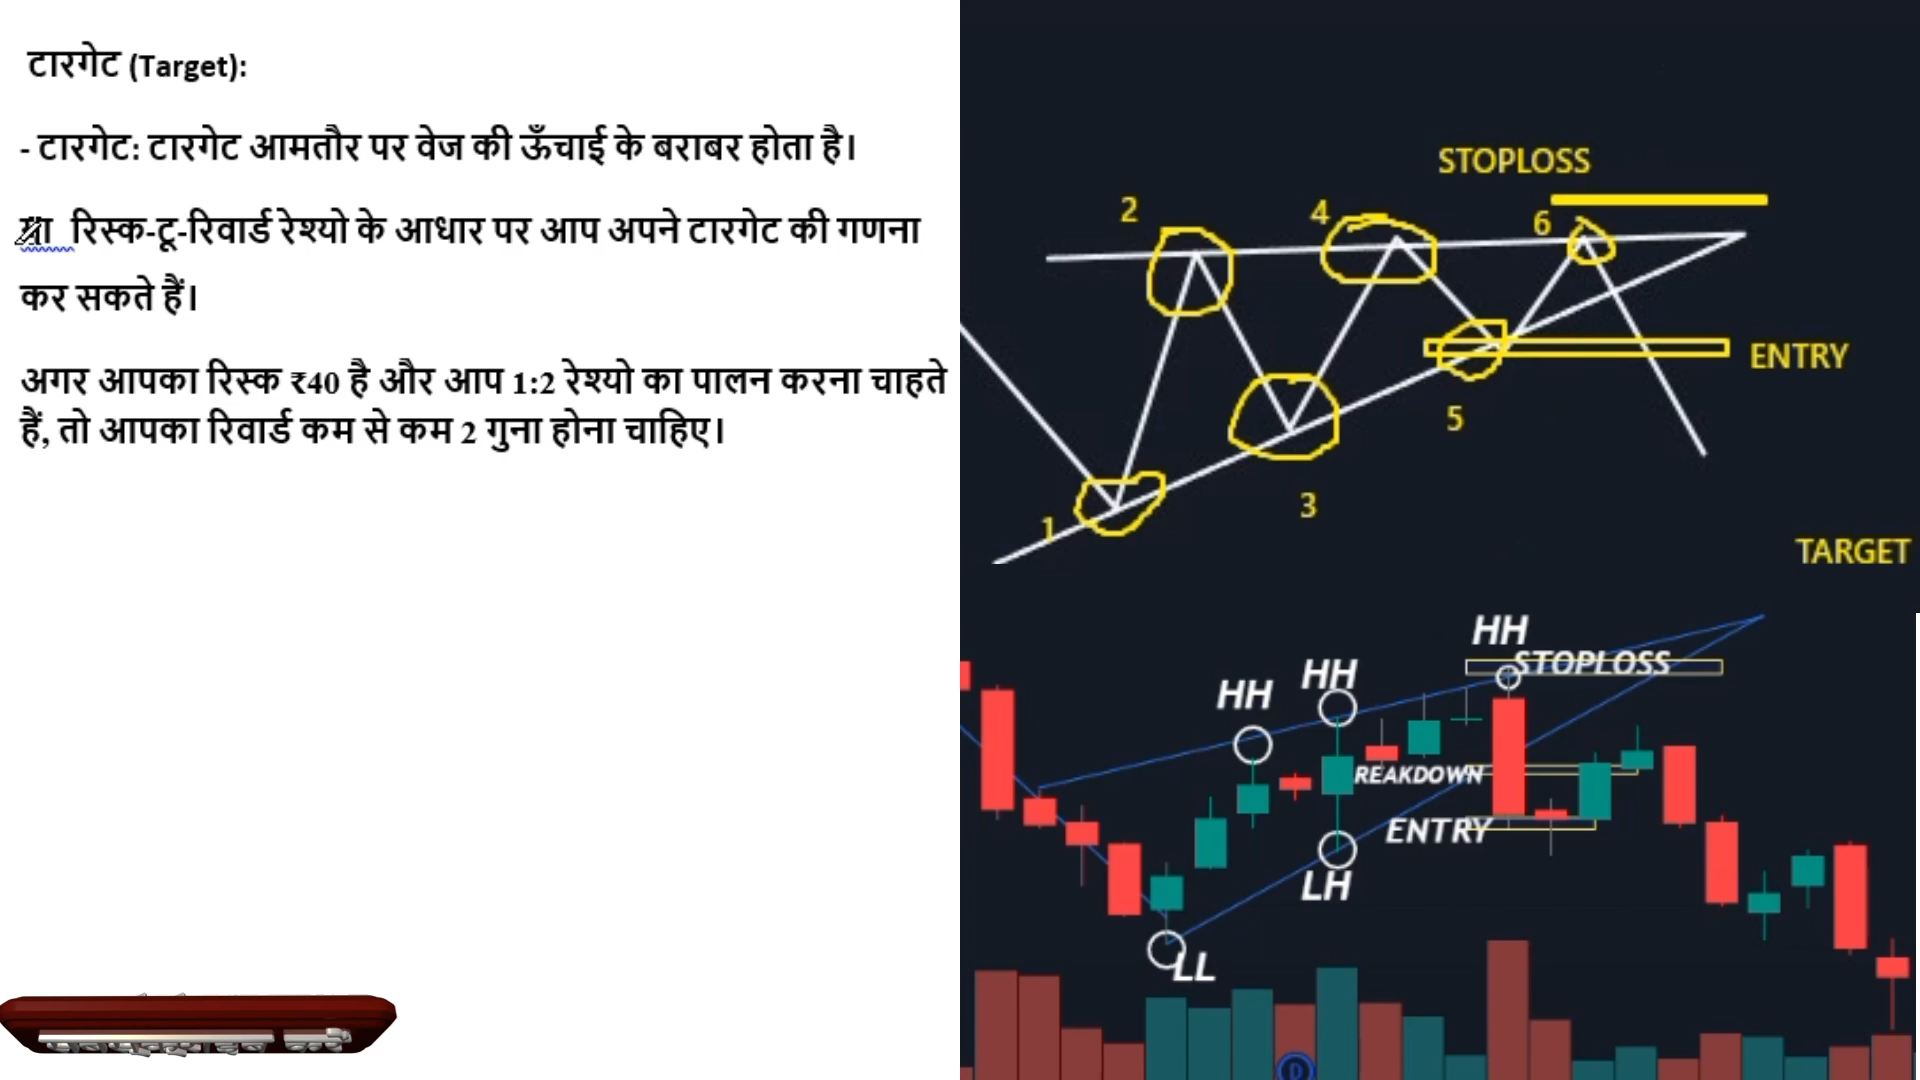 टारगेट (Target):
- टारगेट: टारगेट आमतौर पर वेज की ऊँचाई के बराबर होता है।
या रिस्क-टू-रिवार्ड रेश्यो के आधार पर आप अपने टारगेट की गणना
कर सकते हैं।
अगर आपका रिस्क ₹40 है और आप 1:2 रेश्यो का पालन करना चाहते
हैं, तो आपका रिवार्ड कम से कम 2 गुना होना चाहिए।
STOPLOSS
2
4
6
ENTRY
5
3
1
TARGET
HH
STOPLOSS
HH
HH
REAKDOWN
ENTRY
LH
LL
D